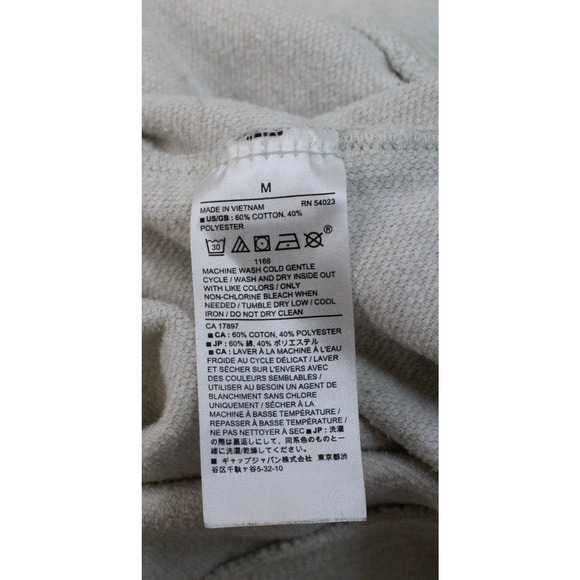 M
MADE IN VIETNAM RN 54023
■ US/GB : 60% COTTON, 40%
POLYESTER
30 ®
1166
MACHINE WASH COLD GENTLE
CYCLE / WASH AND DRY INSIDE OUT
WITH LIKE COLORS / ONLY
NON-CHLORINE BLEACH WHEN
NEEDED / TUMBLE DRY LOW / COOL
IRON / DO NOT DRY CLEAN
CA 17897
■ CA : 60% COTON, 40% POLYESTER
■ JP : 60% 綿, 40% ポリエステル
■ CA : LAVER À LA MACHINE À L'EAU
FROIDE AU CYCLE DÉLICAT / LAVER
ET SÉCHER SUR L'ENVERS AVEC
DES COULEURS SEMBLABLES /
UTILISER AU BESOIN UN AGENT DE
BLANCHIMENT SANS CHLORE
UNIQUEMENT / SÉCHER À LA
MACHINE À BASSE TEMPÉRATURE /
REPASSER À BASSE TEMPÉRATURE /
NE PAS NETTOYER À SEC ■ JP : 洗濯
の際は裏返しにして、同系色のものと一
緒に洗濯/乾燥してください。
■ ギャップジャパン株式会社 東京都渋
谷区千駄ヶ谷5-32-10